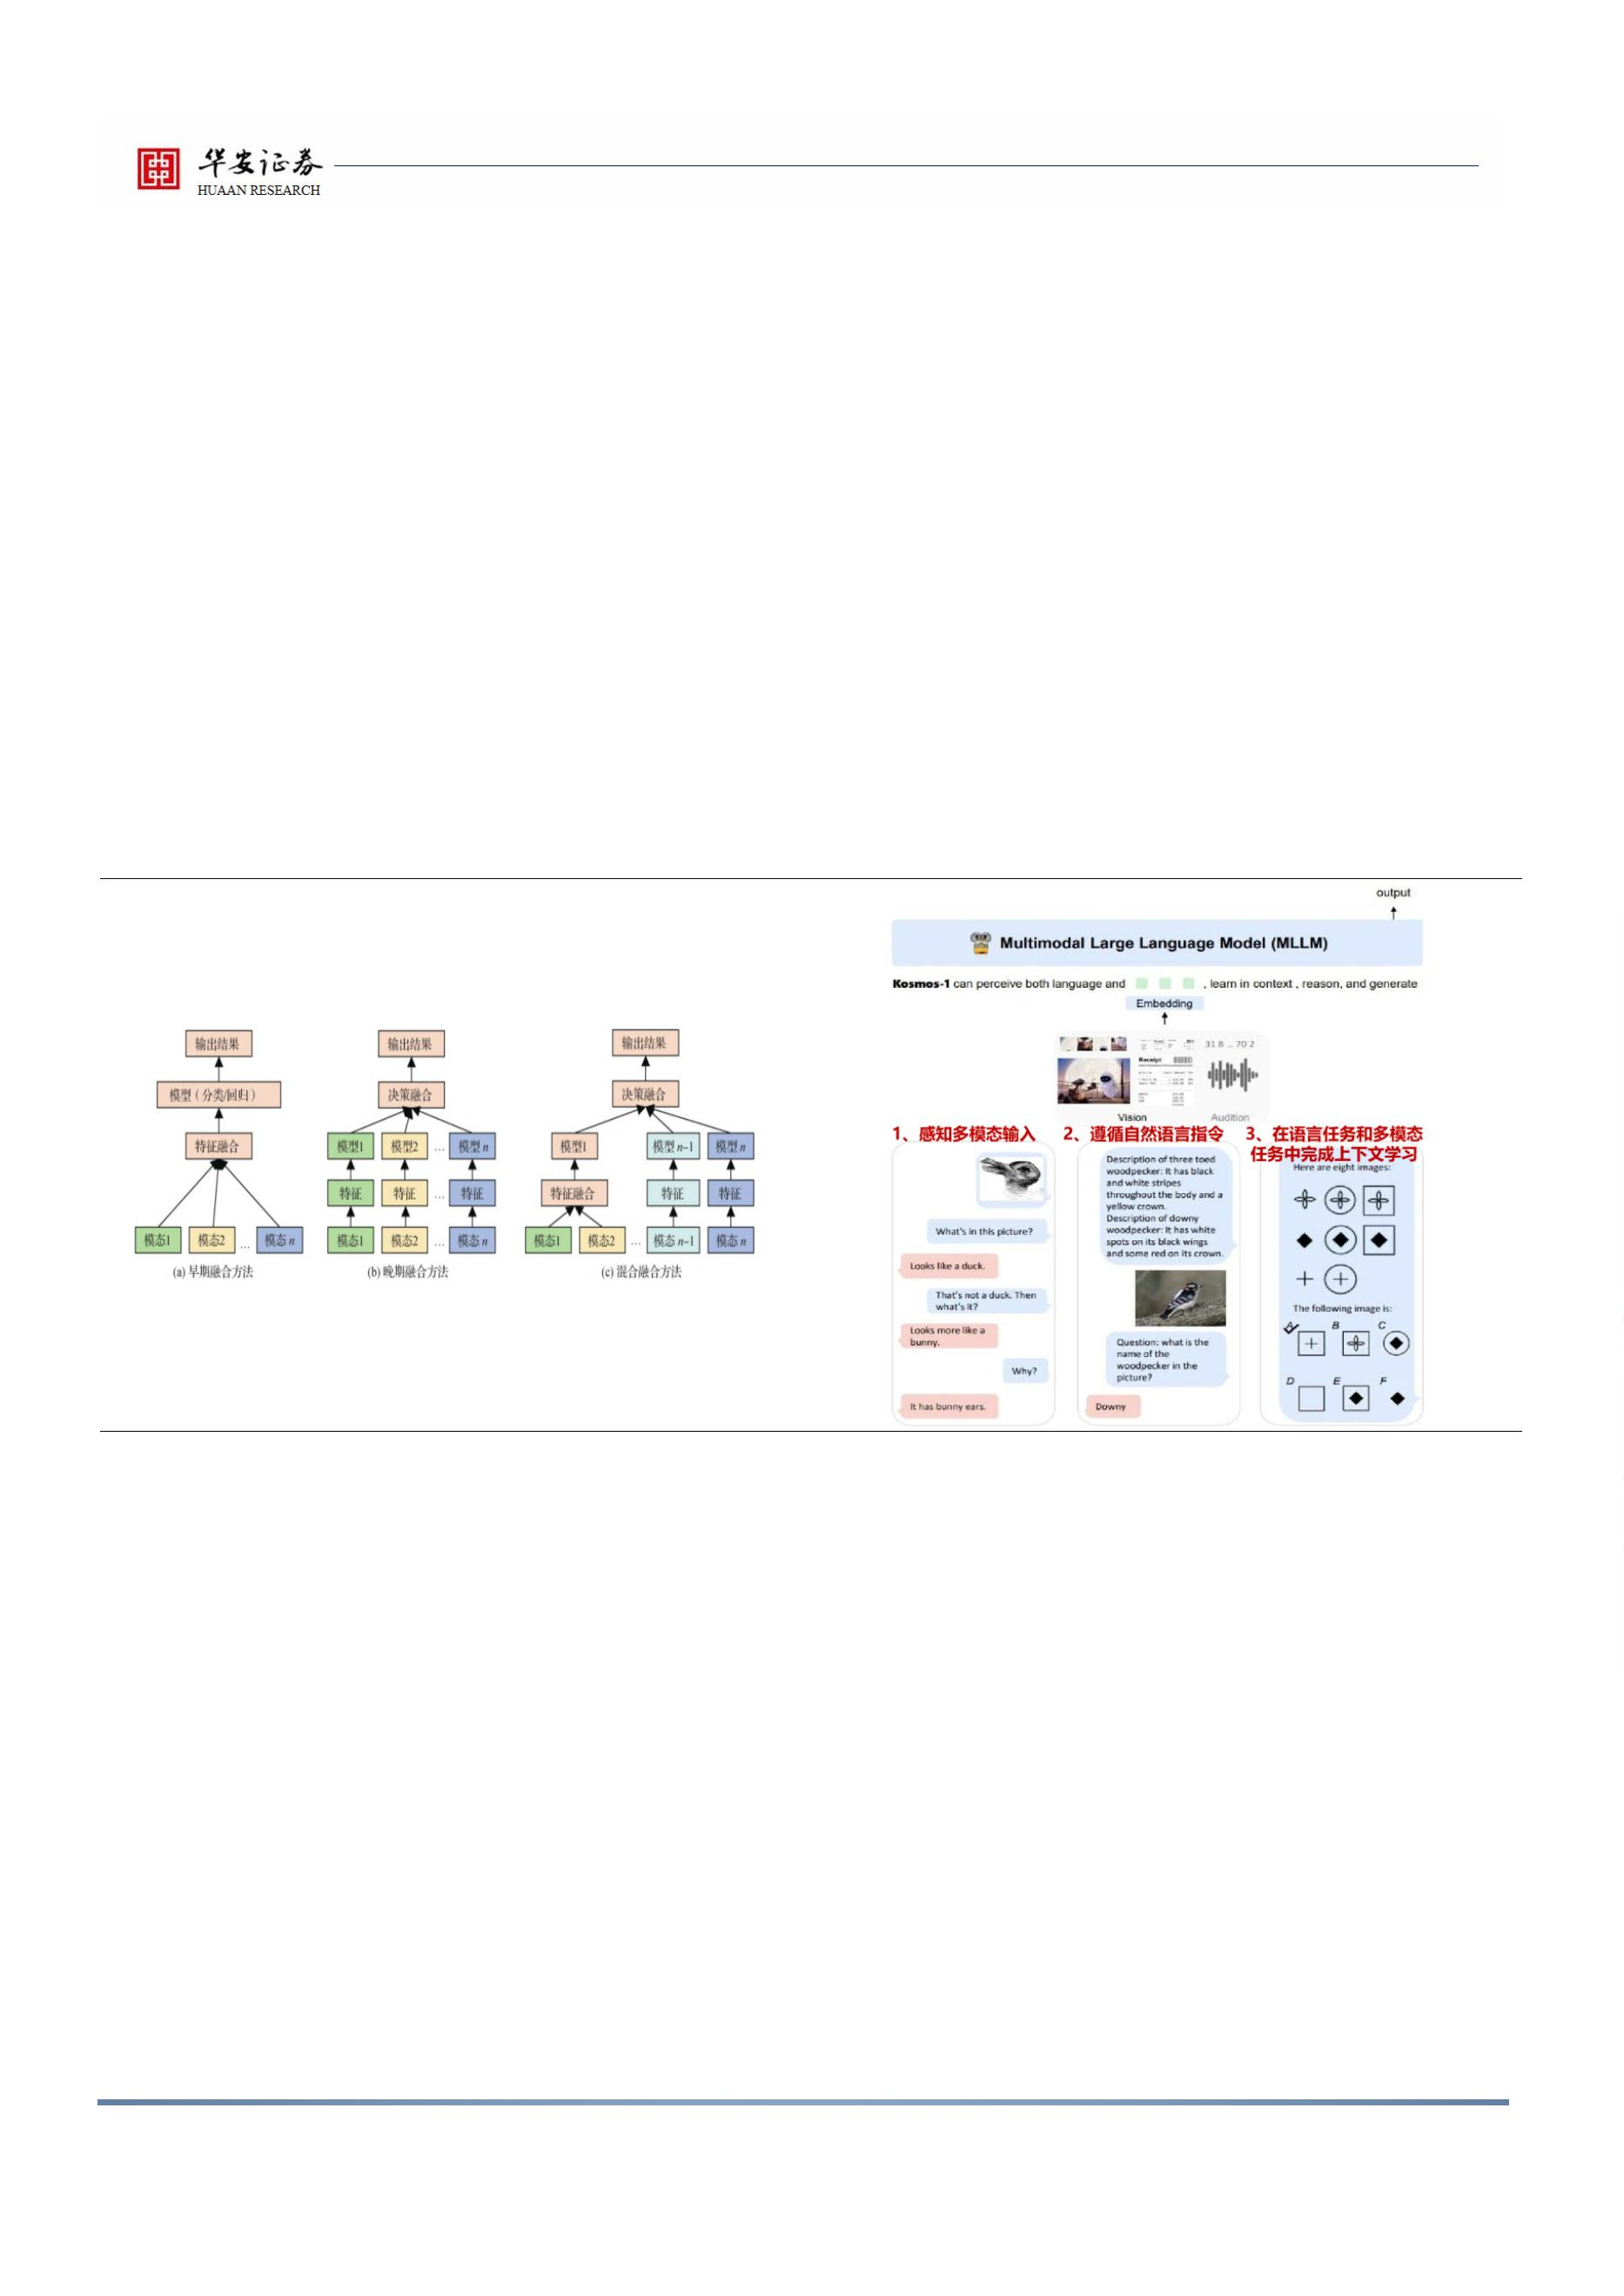 华安证券
HUAAN RESEARCH
输出结果
模型（分类/回归）
特征融合
模态1 模态2 … 模态 n
(a) 早期融合方法
输出结果
决策融合
模型1 模型2 … 模型 n
特征 特征 … 特征
模态1 模态2 … 模态 n
(b) 晚期融合方法
输出结果
决策融合
模型1 模型 n−1 模型 n
特征融合 特征 特征
模态1 模态2 … 模态 n−1 模态 n
(c) 混合融合方法
output
Multimodal Large Language Model (MLLM)
Kosmos-1 can perceive both language and , learn in context , reason, and generate
Embedding
Receipt
31 8 ... 70 2
Vision Audition
1、感知多模态输入
What's in this picture?
Looks like a duck.
That's not a duck. Then
what's it?
Looks more like a
bunny.
Why?
It has bunny ears.
2、遵循自然语言指令
Description of three toed
woodpecker: It has black
and white stripes
throughout the body and a
yellow crown.
Description of downy
woodpecker: It has white
spots on its black wings
and some red on its crown.
Question: what is the
name of the
woodpecker in the
picture?
Downy
3、在语言任务和多模态
任务中完成上下文学习
Here are eight images:
The following image is:
A B C
D E F